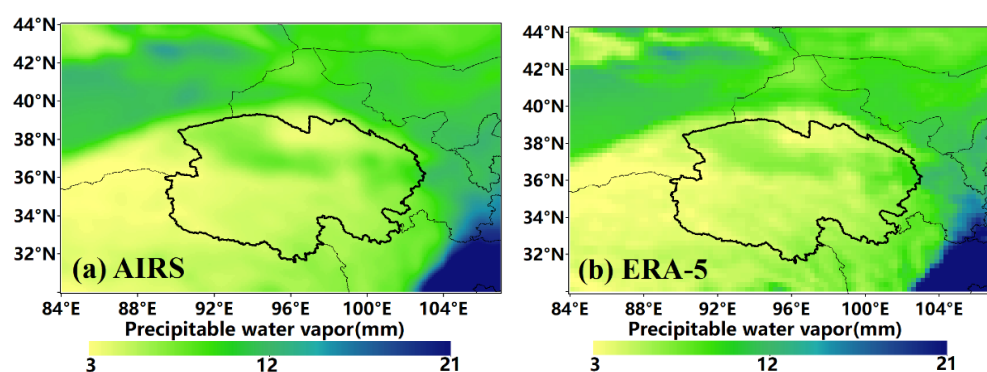 44°N
42°N
40°N
38°N
36°N
34°N
32°N
(a) AIRS
84°E 88°E 92°E 96°E 100°E 104°E
Precipitable water vapor(mm)
3 12 21
44°N
42°N
40°N
38°N
36°N
34°N
32°N
(b) ERA-5
84°E 88°E 92°E 96°E 100°E 104°E
Precipitable water vapor(mm)
3 12 21